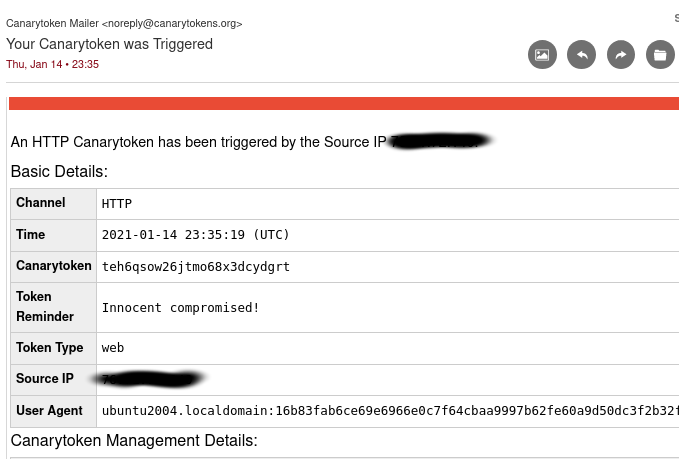 Canarytoken Mailer <noreply@canarytokens.org>
Your Canarytoken was Triggered
Thu, Jan 14 • 23:35
An HTTP Canarytoken has been triggered by the Source IP
Basic Details:
Channel HTTP
Time 2021-01-14 23:35:19 (UTC)
Canarytoken teh6qsow26jtmo68x3dcydgrt
Token Reminder Innocent compromised!
Token Type web
Source IP
User Agent ubuntu2004.localdomain:16b83fab6ce69e6966e0c7f64cbaa9997b62fe60a9d50dc3f2b32f
Canarytoken Management Details: